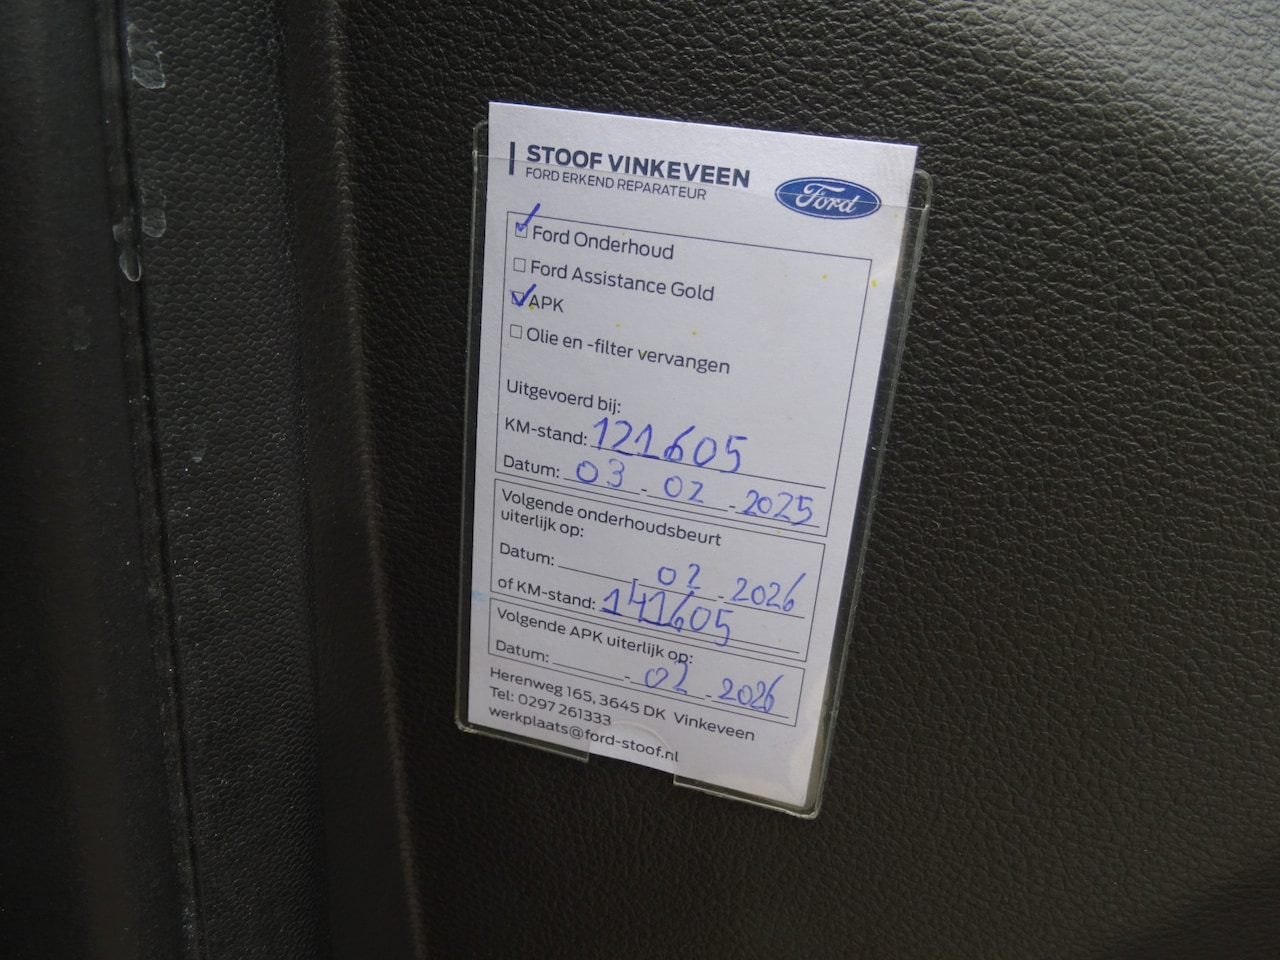 STOOF VINKEVEEN
FORD ERKEND REPARATEUR
Ford
Ford Onderhoud
Ford Assistance Gold
APK
Olie en -filter vervangen
Uitgevoerd bij:
KM-stand: 121605
Datum: 03 - 02 - 2025
Volgende onderhoudsbeurt
uiterlijk op:
Datum: 02 - 2026
of KM-stand: 141605
Volgende APK uiterlijk op:
Datum: - 02 - 2026
Herenweg 165, 3645 DK Vinkeveen
Tel: 0297 261333
werkplaats@ford-stoof.nl